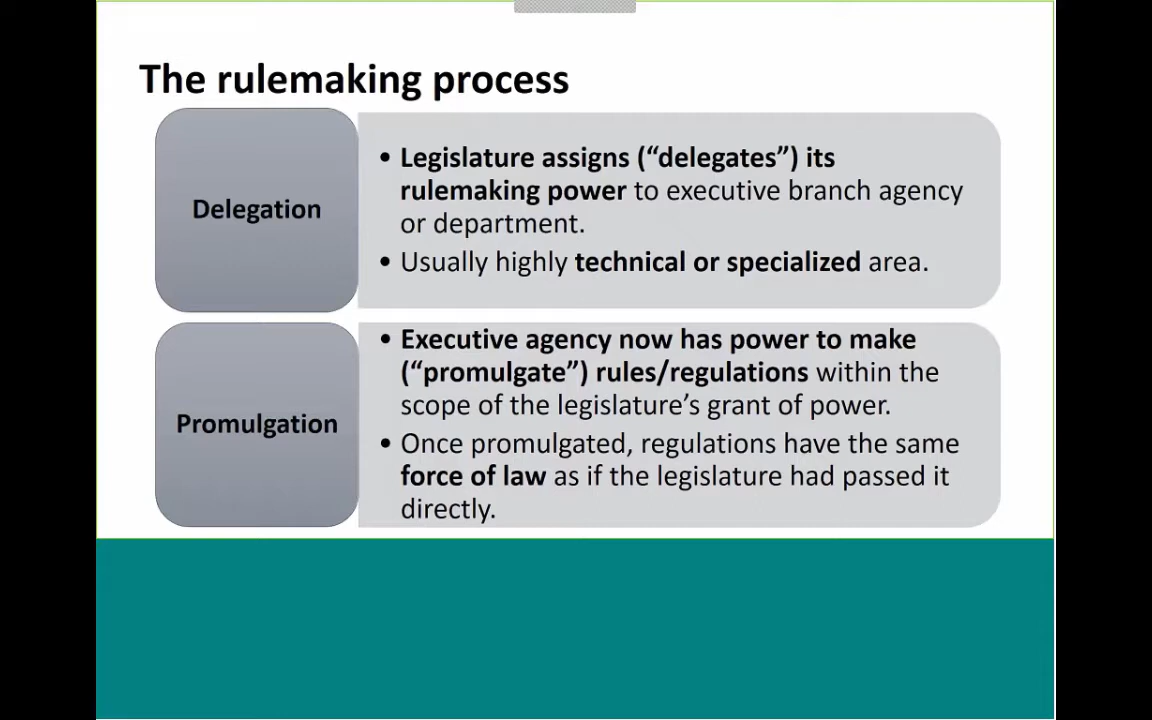 The rulemaking process
Delegation
• Legislature assigns (“delegates”) its
rulemaking power to executive branch agency
or department.
• Usually highly technical or specialized area.
Promulgation
• Executive agency now has power to make
(“promulgate”) rules/regulations within the
scope of the legislature’s grant of power.
• Once promulgated, regulations have the same
force of law as if the legislature had passed it
directly.